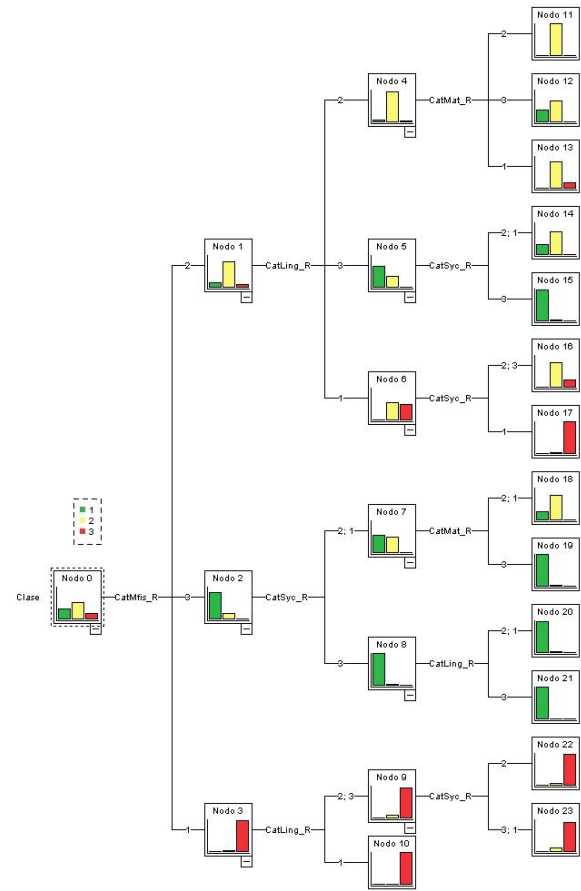 Nodo 11
2
Nodo 4
Nodo 12
2
CatMat_R
3
Nodo 13
1
Nodo 14
Nodo 1
Nodo 5
2; 1
2
CatLing_R
3
CatSyc_R
Nodo 15
3
Nodo 16
Nodo 6
2; 3
1
CatSyc_R
Nodo 17
1
Nodo 18
1
2
3
Nodo 7
2; 1
2; 1
CatMat_R
Nodo 19
Nodo 0
Nodo 2
3
Clase
CatMfis_R
3
CatSyc_R
Nodo 20
Nodo 8
2; 1
3
CatLing_R
Nodo 21
3
Nodo 22
Nodo 9
2
2; 3
CatSyc_R
Nodo 3
Nodo 23
1
CatLing_R
3; 1
Nodo 10
1